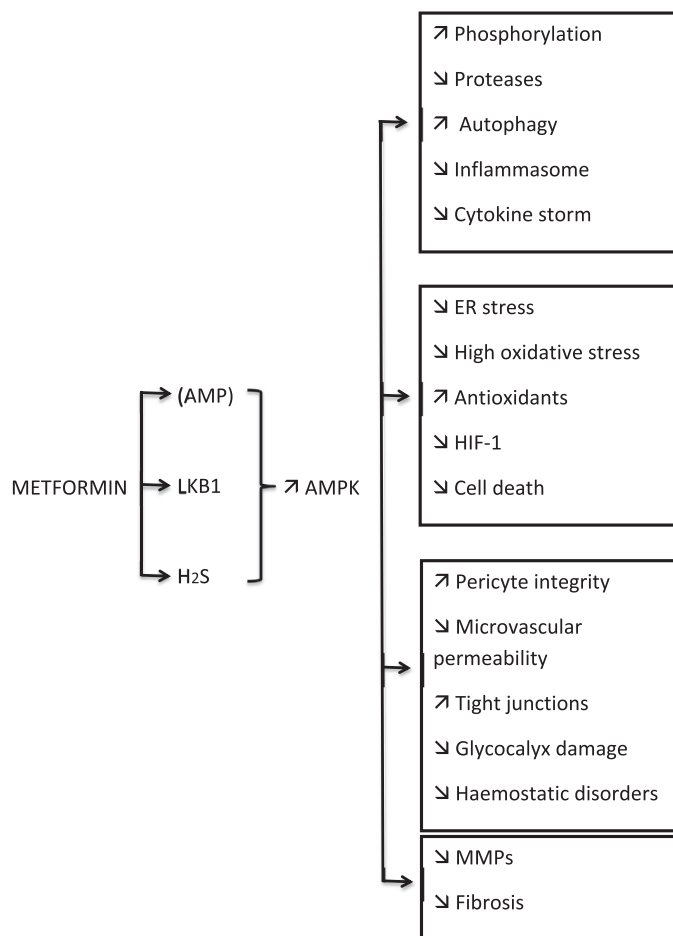 METFORMIN
(AMP)
LKB1
H2S
↗ AMPK
↗ Phosphorylation
↘ Proteases
↗ Autophagy
↘ Inflammasome
↘ Cytokine storm
↘ ER stress
↘ High oxidative stress
↗ Antioxidants
↘ HIF-1
↘ Cell death
↗ Pericyte integrity
↘ Microvascular
permeability
↗ Tight junctions
↘ Glycocalyx damage
↘ Haemostatic disorders
↘ MMPs
↘ Fibrosis